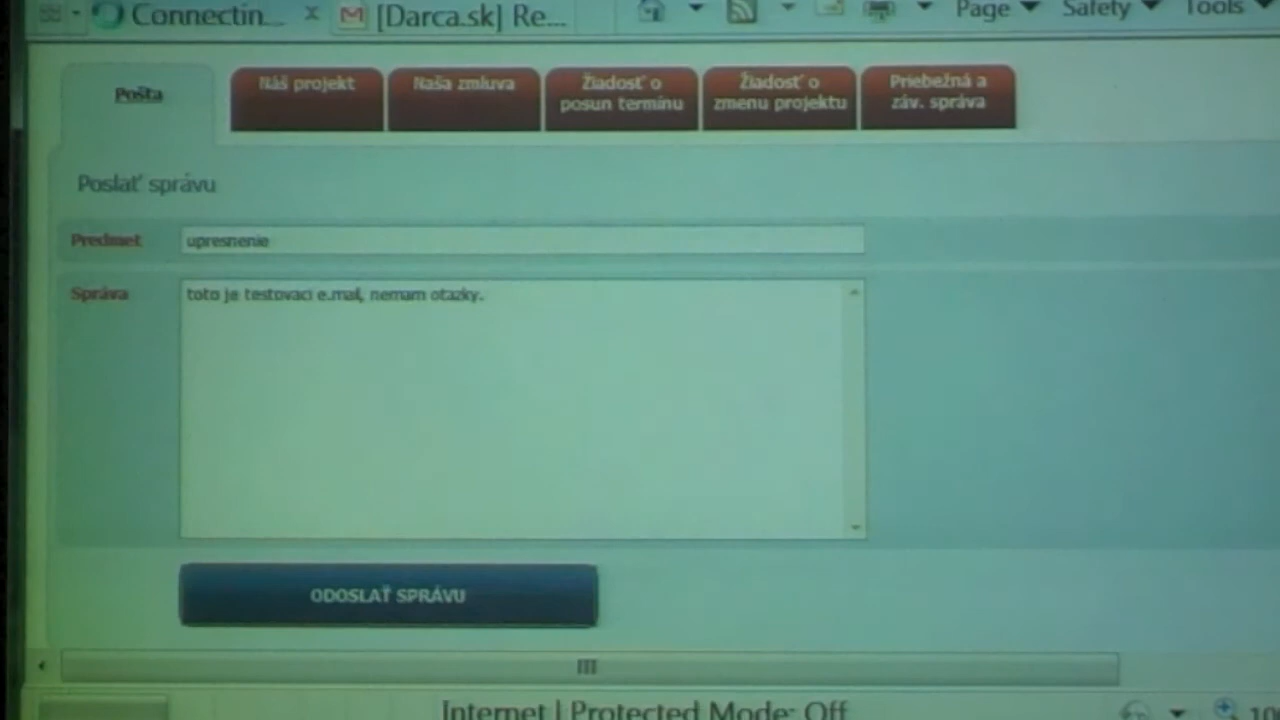 Connectin...
[Darca.sk] Re...
Page
Safety
Tools
Pošta
Náš projekt
Naša zmluva
Žiadosť o
posun termínu
Žiadosť o
zmenu projektu
Priebežná a
záv. správa
Poslať správu
Predmet
upresnenie
Správa
toto je testovaci e.mail, nemam otazky.
ODOSLAŤ SPRÁVU
Internet | Protected Mode: Off